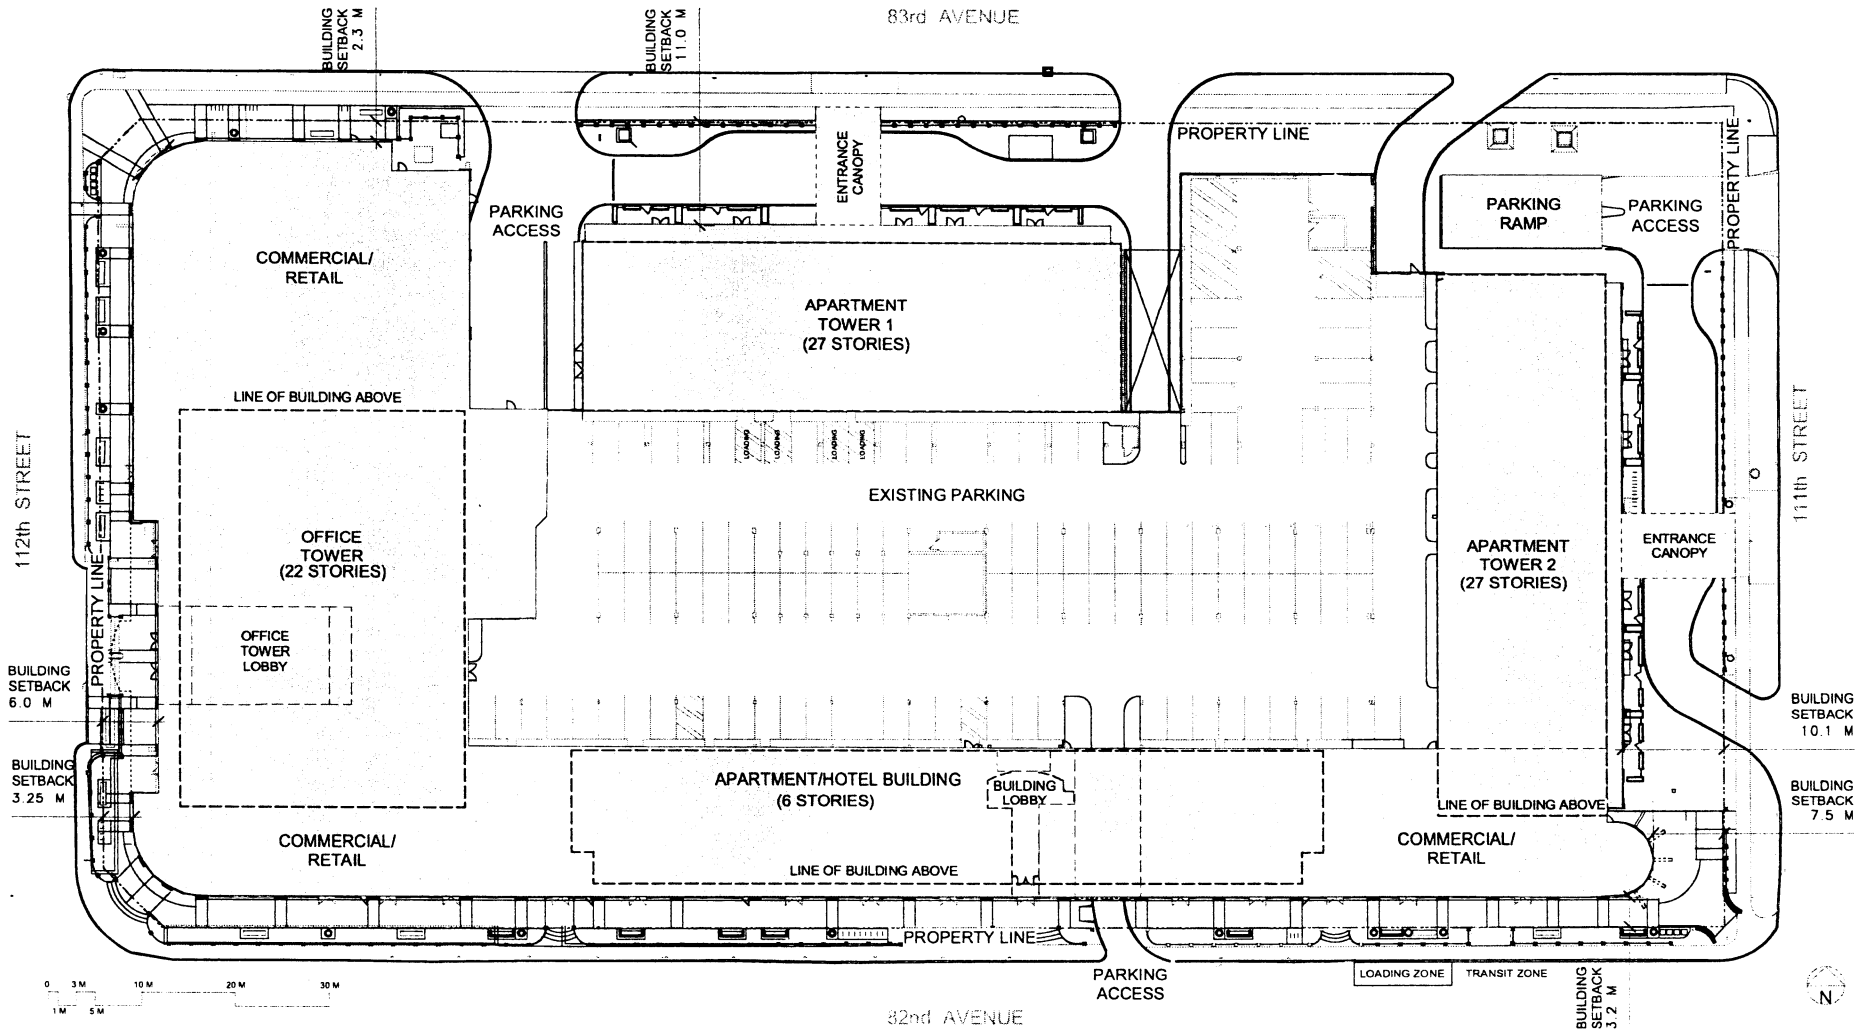 83rd AVENUE
BUILDING
SETBACK
2.3 M
BUILDING
SETBACK
11.0 M
PROPERTY LINE
PROPERTY LINE
ENTRANCE
CANOPY
PARKING
ACCESS
PARKING
RAMP
PARKING
ACCESS
COMMERCIAL/
RETAIL
APARTMENT
TOWER 1
(27 STORIES)
LINE OF BUILDING ABOVE
LOADING
LOADING
LOADING
LOADING
112th STREET
111th STREET
EXISTING PARKING
OFFICE
TOWER
(22 STORIES)
APARTMENT
TOWER 2
(27 STORIES)
ENTRANCE
CANOPY
PROPERTY LINE
OFFICE
TOWER
LOBBY
BUILDING
SETBACK
6.0 M
BUILDING
SETBACK
10.1 M
BUILDING
SETBACK
3.25 M
APARTMENT/HOTEL BUILDING
(6 STORIES)
BUILDING
LOBBY
LINE OF BUILDING ABOVE
BUILDING
SETBACK
7.5 M
COMMERCIAL/
RETAIL
LINE OF BUILDING ABOVE
COMMERCIAL/
RETAIL
PROPERTY LINE
PARKING
ACCESS
LOADING ZONE
TRANSIT ZONE
BUILDING
SETBACK
3.2 M
0 3 M 10 M 20 M 30 M
1 M 5 M
82nd AVENUE
N